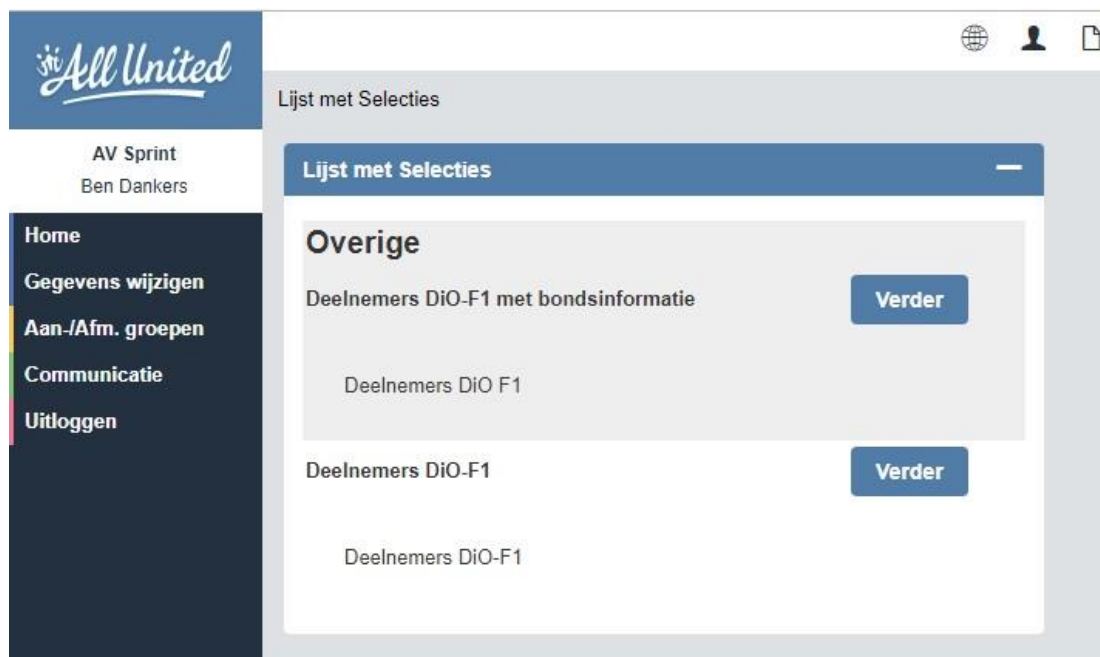 All United
Lijst met Selecties
AV Sprint
Ben Dankers
Home
Gegevens wijzigen
Aan-/Afm. groepen
Communicatie
Uitloggen
Lijst met Selecties
Overige
Deelnemers DiO-F1 met bondsinformatie
Verder
Deelnemers DiO F1
Deelnemers DiO-F1
Verder
Deelnemers DiO-F1